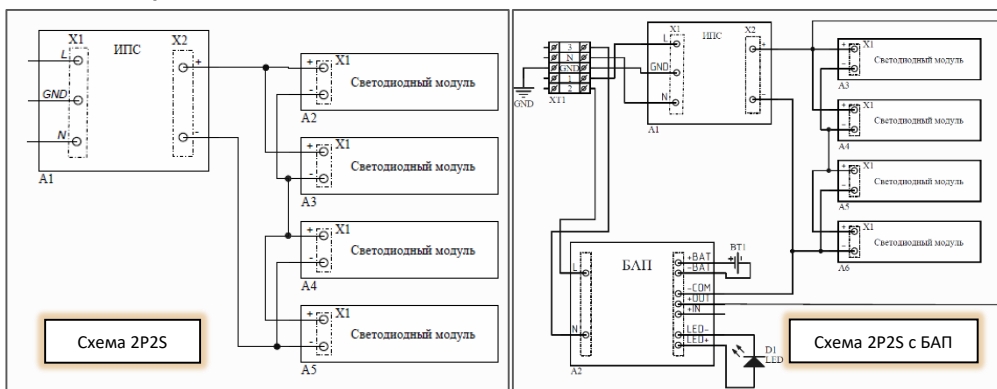 X1
ИПС
X2
L
GND
N
+
-
A1
X1
+
-
Светодиодный модуль
A2
X1
+
-
Светодиодный модуль
A3
X1
+
-
Светодиодный модуль
A4
X1
+
-
Светодиодный модуль
A5
Схема 2P2S
3
N
GND
1
2
XT1
GND
X1
ИПС
X2
L
GND
N
+
-
A1
X1
+
-
Светодиодный модуль
A3
X1
+
-
Светодиодный модуль
A4
X1
+
-
Светодиодный модуль
A5
X1
+
-
Светодиодный модуль
A6
БАП
L
N
+BAT
-BAT
-COM
+OUT
+IN
LED-
LED+
A2
+
BT1
D1
LED
Схема 2P2S с БАП